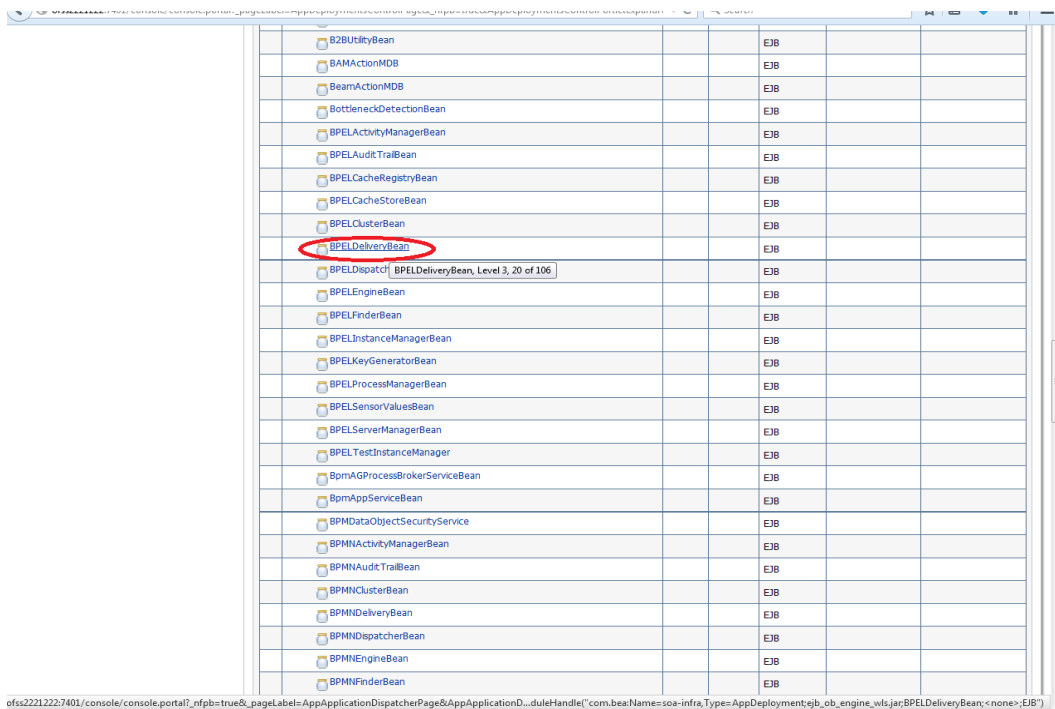 B2BUtilityBean EJB
BAMActionMDB EJB
BeamActionMDB EJB
BottleneckDetectionBean EJB
BPELActivityManagerBean EJB
BPELAuditTrailBean EJB
BPELCacheRegistryBean EJB
BPELCacheStoreBean EJB
BPELClusterBean EJB
BPELDeliveryBean EJB
BPELDispatch BPELDeliveryBean, Level 3, 20 of 106 EJB
BPELEngineBean EJB
BPELFinderBean EJB
BPELInstanceManagerBean EJB
BPELKeyGeneratorBean EJB
BPELProcessManagerBean EJB
BPELSensorValuesBean EJB
BPELServerManagerBean EJB
BPELTestInstanceManager EJB
BpmAGProcessBrokerServiceBean EJB
BpmAppServiceBean EJB
BPMDataObjectSecurityService EJB
BPMNActivityManagerBean EJB
BPMNAuditTrailBean EJB
BPMNClusterBean EJB
BPMNDeliveryBean EJB
BPMNDispatcherBean EJB
BPMNEngineBean EJB
BPMNFinderBean EJB
ofss2221222:7401/console/console.portal?_nfpb=true&_pageLabel=AppApplicationDispatcherPage&AppApplicationD...duleHandle("com.bea:Name=soa-infra,Type=AppDeployment;ejb_ob_engine_wls.jar;BPELDeliveryBean;<none>;EJB")